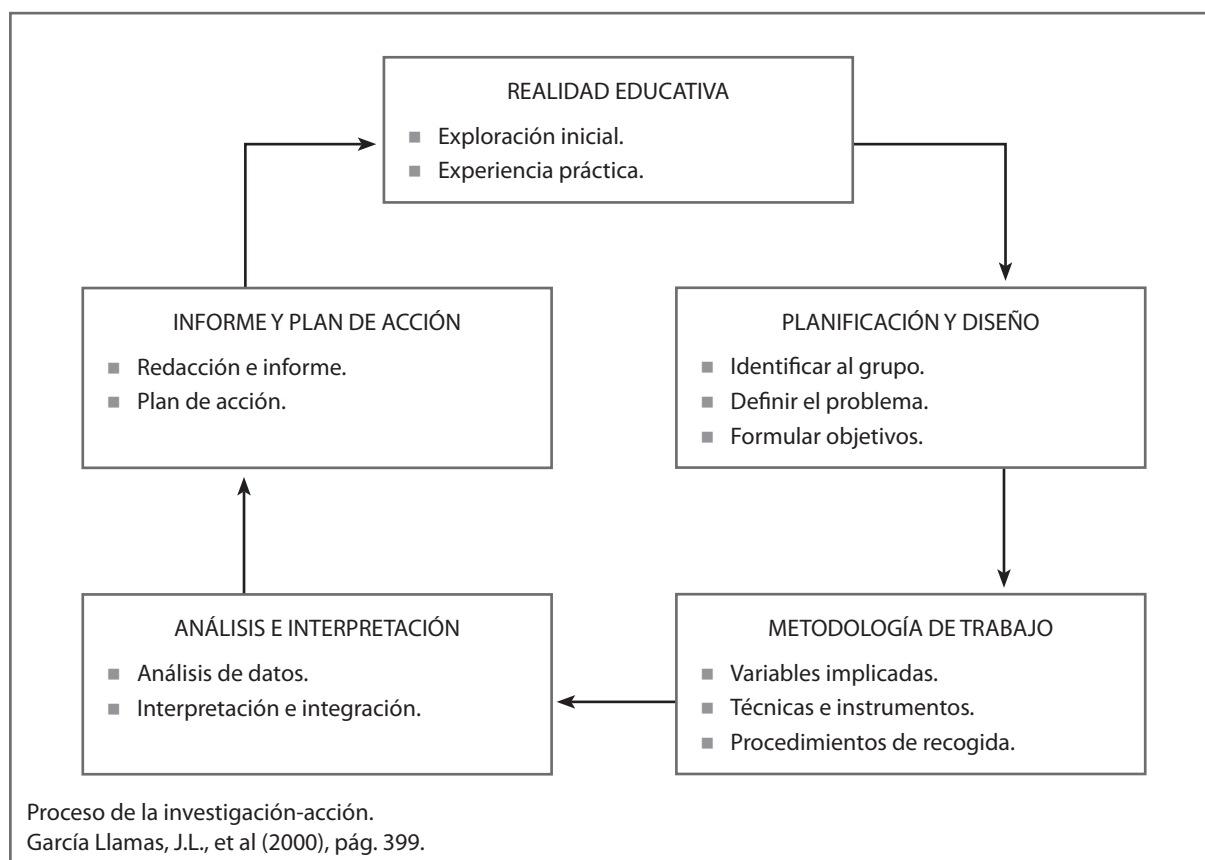 REALIDAD EDUCATIVA
■ Exploración inicial.
■ Experiencia práctica.
PLANIFICACIÓN Y DISEÑO
■ Identificar al grupo.
■ Definir el problema.
■ Formular objetivos.
METODOLOGÍA DE TRABAJO
■ Variables implicadas.
■ Técnicas e instrumentos.
■ Procedimientos de recogida.
ANÁLISIS E INTERPRETACIÓN
■ Análisis de datos.
■ Interpretación e integración.
INFORME Y PLAN DE ACCIÓN
■ Redacción e informe.
■ Plan de acción.
Proceso de la investigación-acción.
García Llamas, J.L., et al (2000), pág. 399.